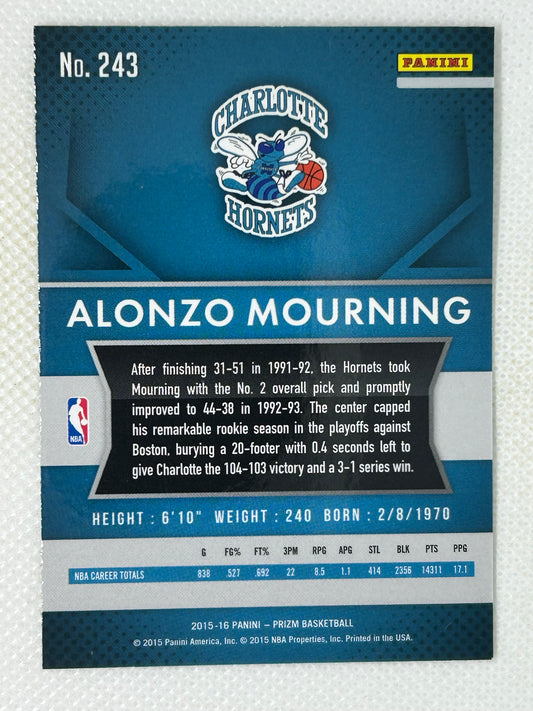 No. 243
PANINI
CHARLOTTE
HORNETS
ALONZO MOURNING
After finishing 31-51 in 1991-92, the Hornets took
Mourning with the No. 2 overall pick and promptly
improved to 44-38 in 1992-93. The center capped
his remarkable rookie season in the playoffs against
Boston, burying a 20-footer with 0.4 seconds left to
give Charlotte the 104-103 victory and a 3-1 series win.
NBA
HEIGHT : 6'10" WEIGHT : 240 BORN : 2/8/1970
G FG% FT% 3PM RPG APG STL BLK PTS PPG
NBA CAREER TOTALS 838 .527 .692 22 8.5 1.1 414 2356 14311 17.1
2015-16 PANINI – PRIZM BASKETBALL
© 2015 Panini America, Inc. © 2015 NBA Properties, Inc. Printed in the USA.